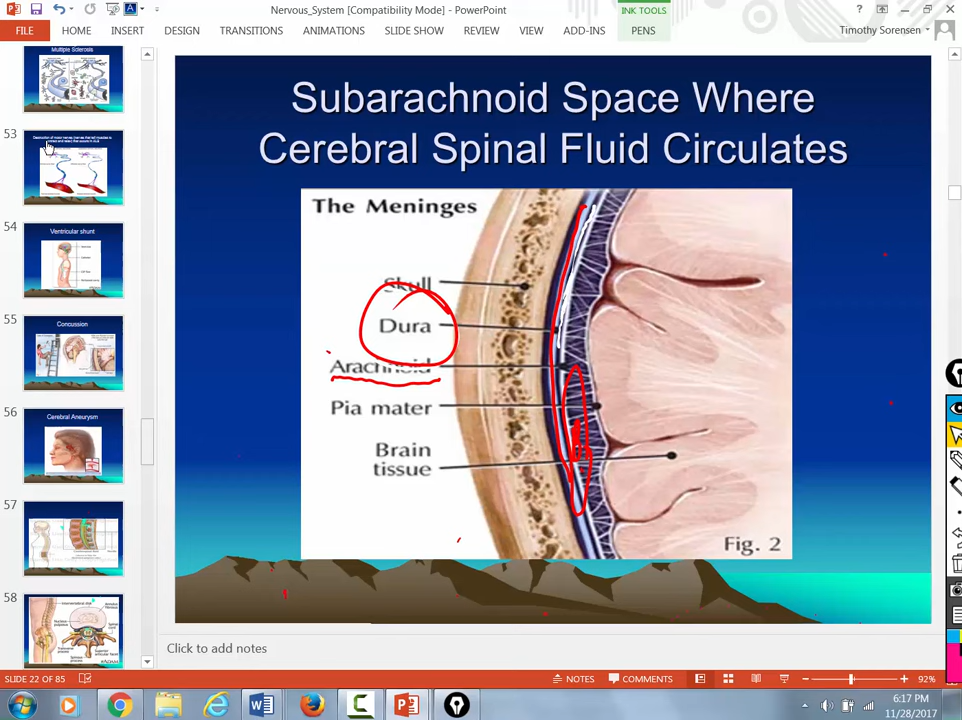 Nervous_System [Compatibility Mode] - PowerPoint
INK TOOLS
FILE
HOME
INSERT
DESIGN
TRANSITIONS
ANIMATIONS
SLIDE SHOW
REVIEW
VIEW
ADD-INS
PENS
Timothy Sorensen
Multiple Sclerosis
53
54
Ventricular shunt
55
Concussion
56
Cerebral Aneurysm
57
58
Subarachnoid Space Where
Cerebral Spinal Fluid Circulates
The Meninges
Skull
Dura
Arachnoid
Pia mater
Brain
tissue
Fig. 2
Click to add notes
SLIDE 22 OF 85
NOTES
COMMENTS
92%
6:17 PM
11/28/2017